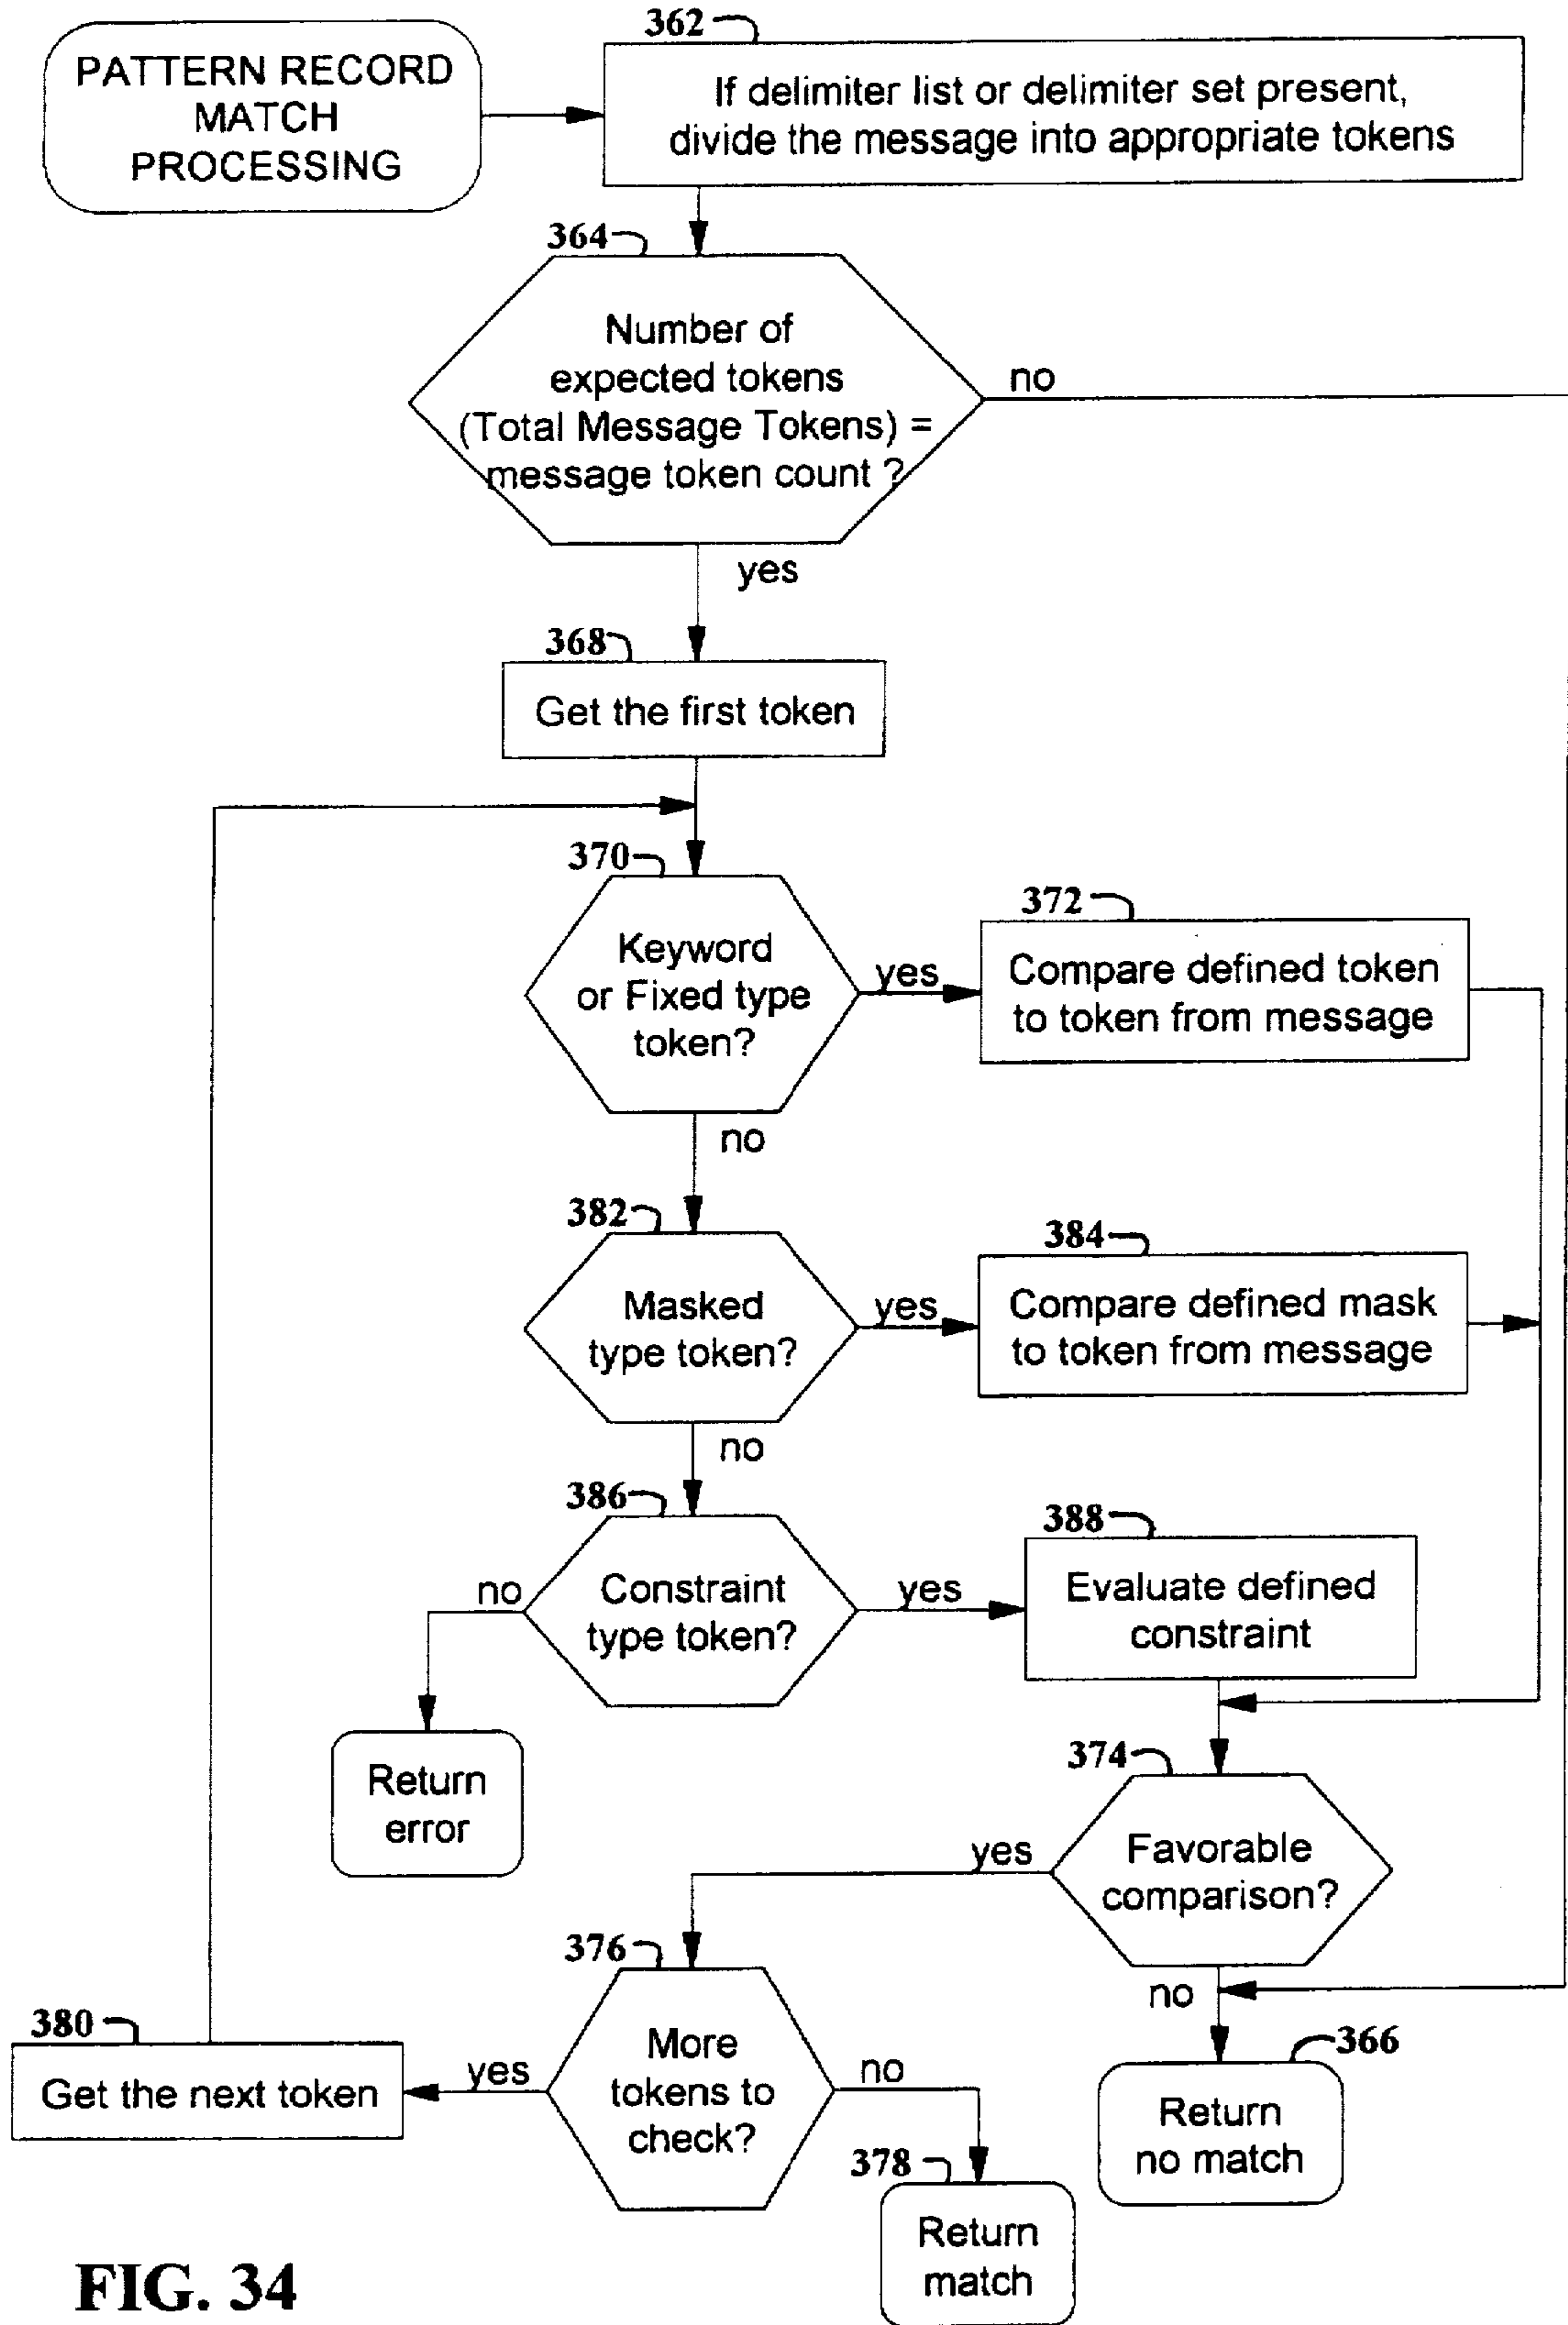 PATTERN RECORD
MATCH
PROCESSING
362
If delimiter list or delimiter set present,
divide the message into appropriate tokens
364
Number of
expected tokens
(Total Message Tokens) =
message token count ?
no
yes
368
Get the first token
370
Keyword
or Fixed type
token?
yes
372
Compare defined token
to token from message
no
382
Masked
type token?
yes
384
Compare defined mask
to token from message
no
386
Constraint
type token?
no
yes
388
Evaluate defined
constraint
Return
error
374
Favorable
comparison?
yes
no
376
More
tokens to
check?
yes
no
380
Get the next token
366
Return
no match
378
Return
match
FIG. 34